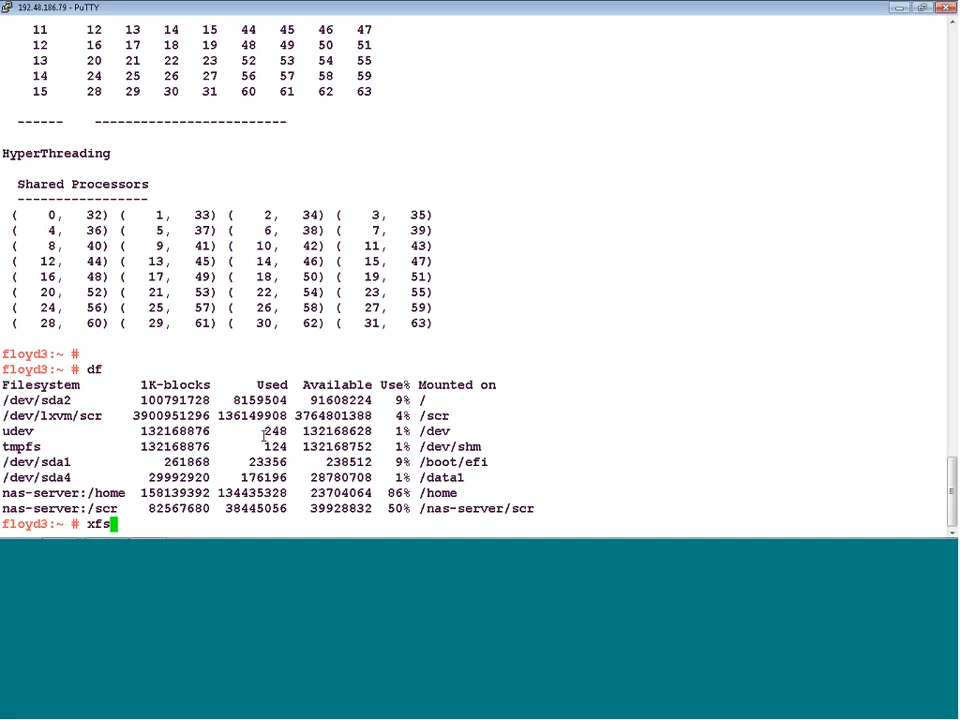 192.48.186.79 - PuTTY
11 12 13 14 15 44 45 46 47
12 16 17 18 19 48 49 50 51
13 20 21 22 23 52 53 54 55
14 24 25 26 27 56 57 58 59
15 28 29 30 31 60 61 62 63
------ -------------------------
HyperThreading
Shared Processors
-----------------
( 0, 32) ( 1, 33) ( 2, 34) ( 3, 35)
( 4, 36) ( 5, 37) ( 6, 38) ( 7, 39)
( 8, 40) ( 9, 41) ( 10, 42) ( 11, 43)
( 12, 44) ( 13, 45) ( 14, 46) ( 15, 47)
( 16, 48) ( 17, 49) ( 18, 50) ( 19, 51)
( 20, 52) ( 21, 53) ( 22, 54) ( 23, 55)
( 24, 56) ( 25, 57) ( 26, 58) ( 27, 59)
( 28, 60) ( 29, 61) ( 30, 62) ( 31, 63)
floyd3:~ #
floyd3:~ # df
Filesystem 1K-blocks Used Available Use% Mounted on
/dev/sda2 100791728 8159504 91608224 9% /
/dev/lxvm/scr 3900951296 136149908 3764801388 4% /scr
udev 132168876 248 132168628 1% /dev
tmpfs 132168876 124 132168752 1% /dev/shm
/dev/sda1 261868 23356 238512 9% /boot/efi
/dev/sda4 29992920 176196 28780708 1% /data1
nas-server:/home 158139392 134435328 23704064 86% /home
nas-server:/scr 82567680 38445056 39928832 50% /nas-server/scr
floyd3:~ # xfs